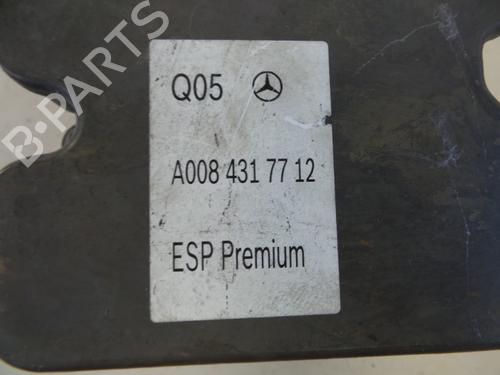 B-PARTS
Q05
A008 431 77 12
ESP Premium